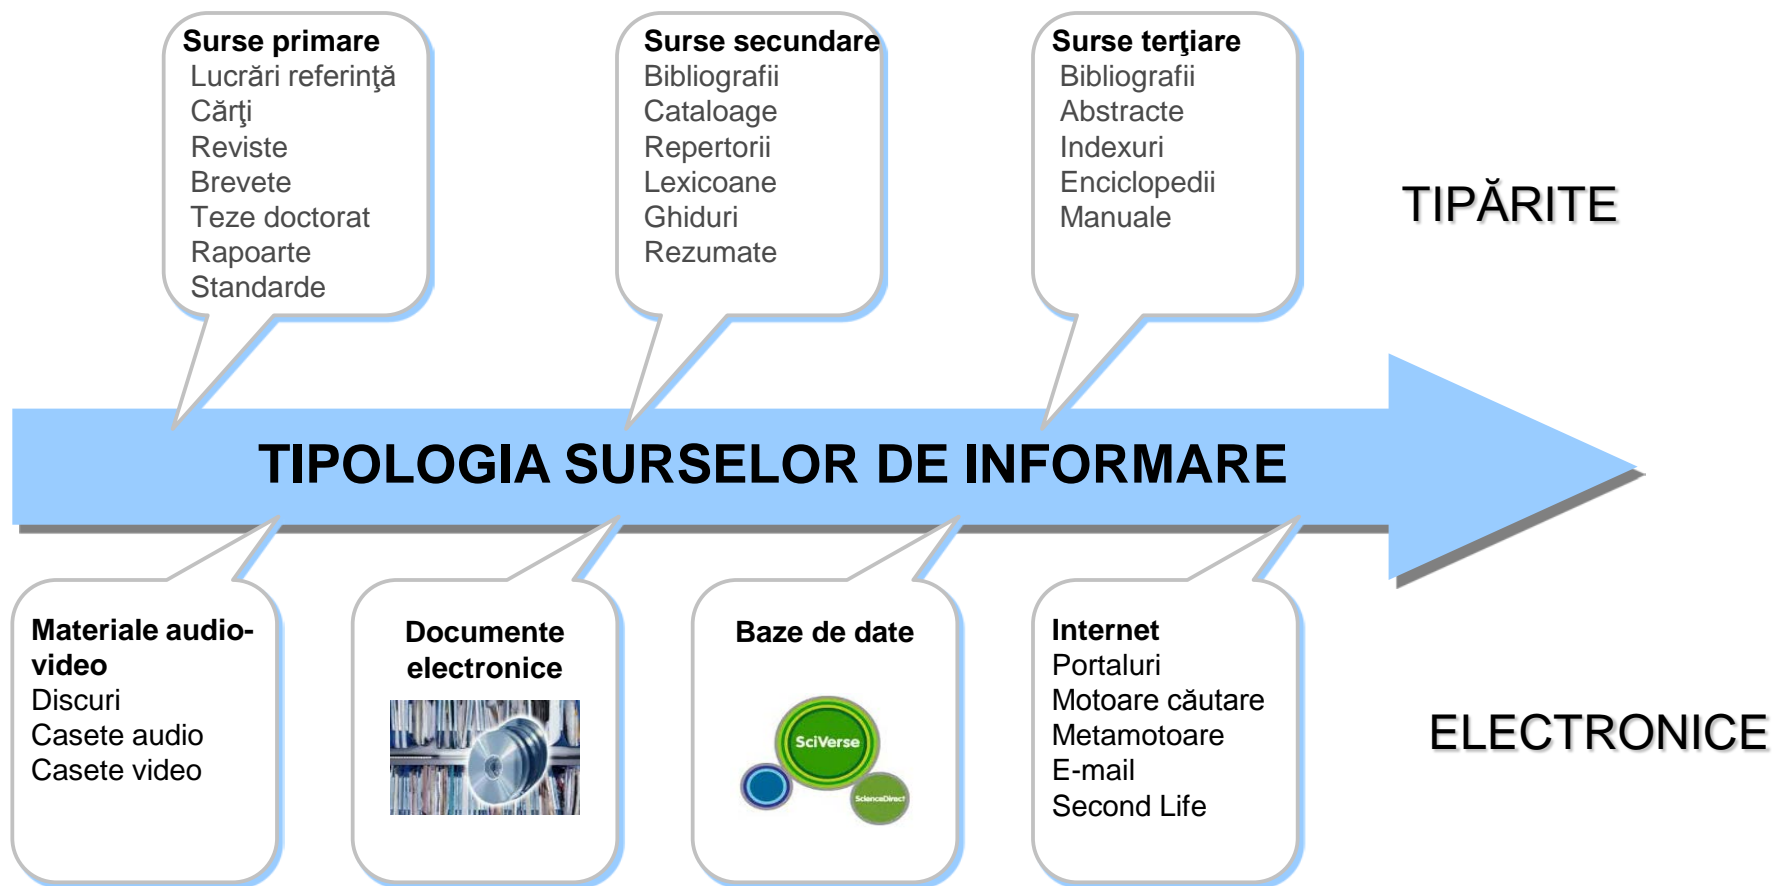 Surse primare
Lucrări referinţă
Cărţi
Reviste
Brevete
Teze doctorat
Rapoarte
Standarde
Surse secundare
Bibliografii
Cataloage
Repertorii
Lexicoane
Ghiduri
Rezumate
Surse terţiare
Bibliografii
Abstracte
Indexuri
Enciclopedii
Manuale
TIPĂRITE
TIPOLOGIA SURSELOR DE INFORMARE
Materiale audio-
video
Discuri
Casete audio
Casete video
Documente
electronice
Baze de date
SciVerse
ScienceDirect
Internet
Portaluri
Motoare căutare
Metamotoare
E-mail
Second Life
ELECTRONICE